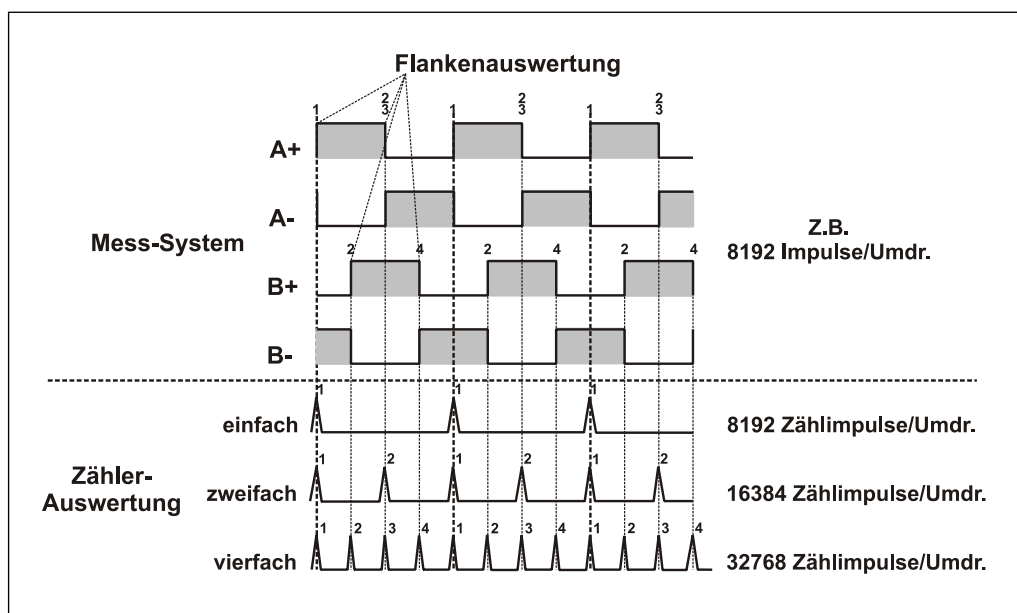 Flankenauswertung
1 2 3 1 2 3 1 2 3
A+
A-
Mess-System
Z.B.
8192 Impulse/Umdr.
2 4 2 4 2 4
B+
B-
1 1 1
einfach
8192 Zählimpulse/Umdr.
Zähler-
Auswertung
1 2 1 2 1 2
zweifach
16384 Zählimpulse/Umdr.
1 2 3 4 1 2 3 4 1 2 3 4
vierfach
32768 Zählimpulse/Umdr.